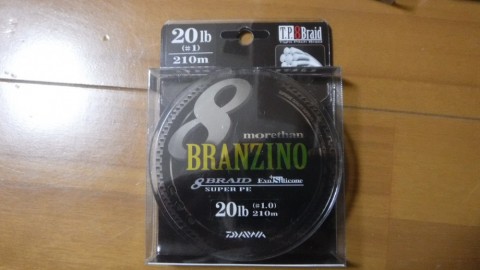 20lb
(#1)
210m
T.P.8Braid
8
morethan
BRANZINO
8BRAID
SUPER PE
20lb (#1.0)
210m
DAIWA